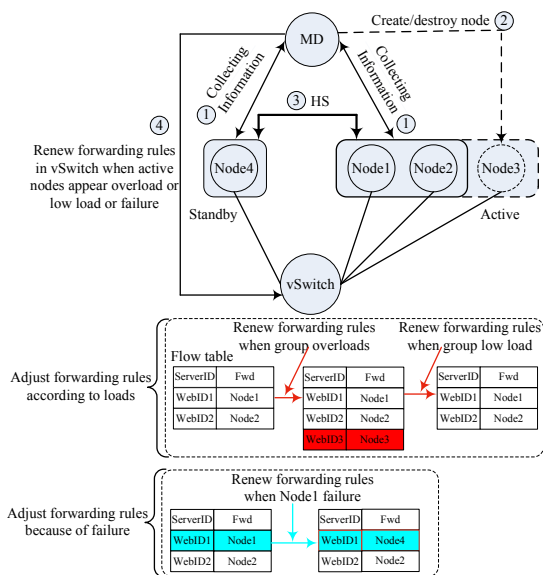 Create/destroy node 2
MD
Collecting
Information
Collecting
Information
1
3 HS
1
4
Renew forwarding rules
in vSwitch when active
nodes appear overload or
low load or failure
Node4
Node1
Node2
Node3
Standby
Active
vSwitch
Adjust forwarding rules
according to loads
Renew forwarding rules
when group overloads
Renew forwarding rules
when group low load
Flow table
ServerID Fwd
WebID1 Node1
WebID2 Node2
ServerID Fwd
WebID1 Node1
WebID2 Node2
WebID3 Node3
ServerID Fwd
WebID1 Node1
WebID2 Node2
Adjust forwarding rules
because of failure
Renew forwarding rules
when Node1 failure
ServerID Fwd
WebID1 Node1
WebID2 Node2
ServerID Fwd
WebID1 Node4
WebID2 Node2